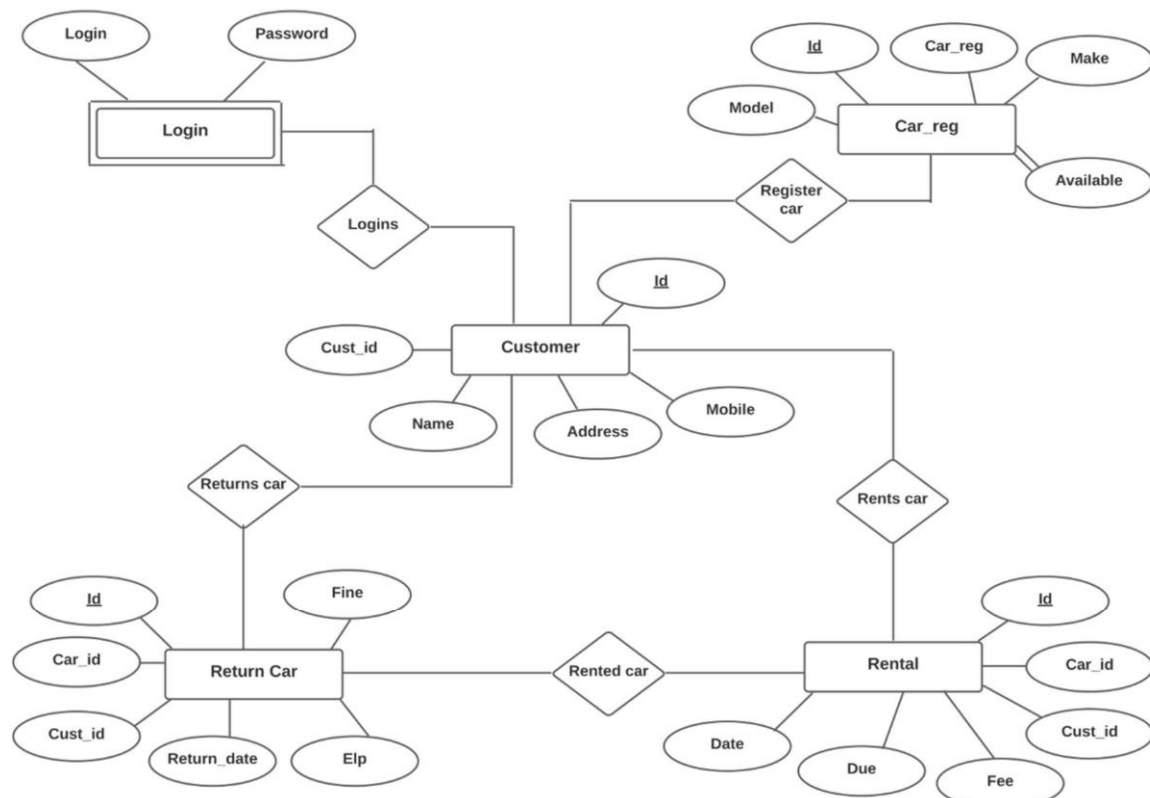 Login
Password
Login
Logins
Id
Car_reg
Make
Model
Car_reg
Available
Register
car
Id
Cust_id
Customer
Name
Address
Mobile
Returns car
Rents car
Id
Fine
Car_id
Return Car
Cust_id
Return_date
Elp
Rented car
Id
Rental
Car_id
Cust_id
Date
Due
Fee